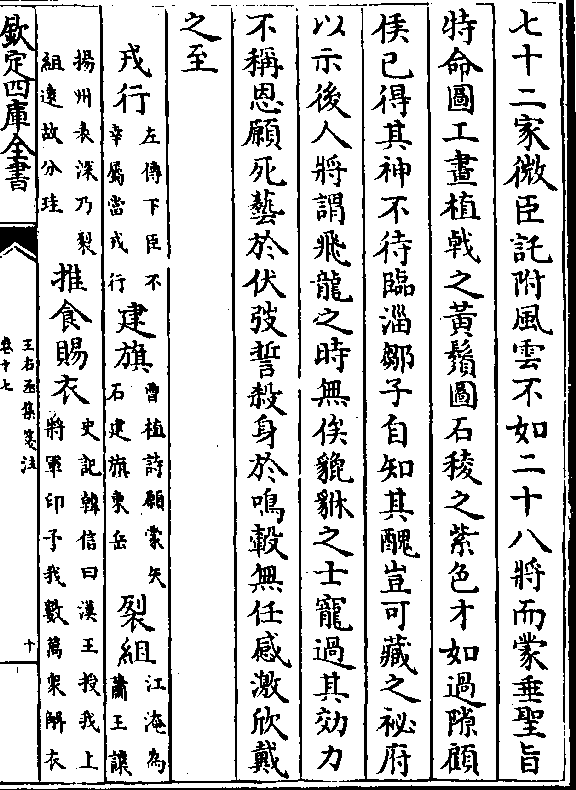 七十二家微臣託附風雲不如二十八將而蒙垂聖旨
特命圖工畫植戟之黃鬚圖石稜之紫色才如過隙顧
侯已得其神不待臨淄鄒子自知其醜豈可藏之祕府
以示後人將謂飛龍之時無俟貔貅之士寵過其効力
不稱恩願死藝於伏弢誓殺身於鳴轂無任感激欣戴
之至
戎行 左傳下臣不幸屬當戎行 建旗 曹植詩願蒙矢石建旗東岳 裂組 江淹為蕭王讓
揚州表深乃裂組遠故分珪 推食賜衣 史記韓信曰漢王授我上將軍印予我數萬衆解衣
欽定四庫全書
王右丞集箋注
卷十七
十